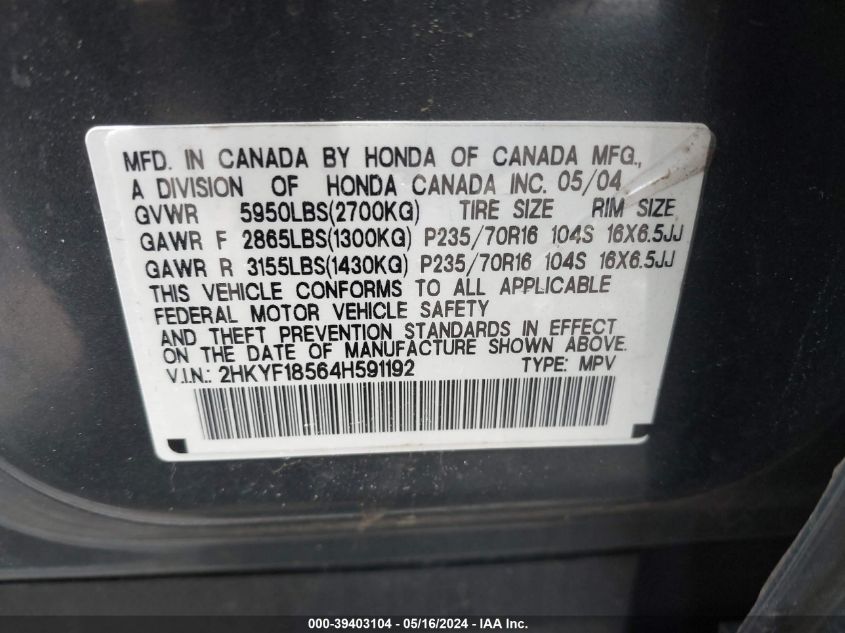 MFD. IN CANADA BY HONDA OF CANADA MFG.,
A DIVISION OF HONDA CANADA INC. 05/04
GVWR 5950LBS(2700KG) TIRE SIZE RIM SIZE
GAWR F 2865LBS(1300KG) P235/70R16 104S 16X6.5JJ
GAWR R 3155LBS(1430KG) P235/70R16 104S 16X6.5JJ
THIS VEHICLE CONFORMS TO ALL APPLICABLE
FEDERAL MOTOR VEHICLE SAFETY
AND THEFT PREVENTION STANDARDS IN EFFECT
ON THE DATE OF MANUFACTURE SHOWN ABOVE.
V.I.N.: 2HKYF18564H591192 TYPE: MPV
000-39403104 - 05/16/2024 - IAA Inc.